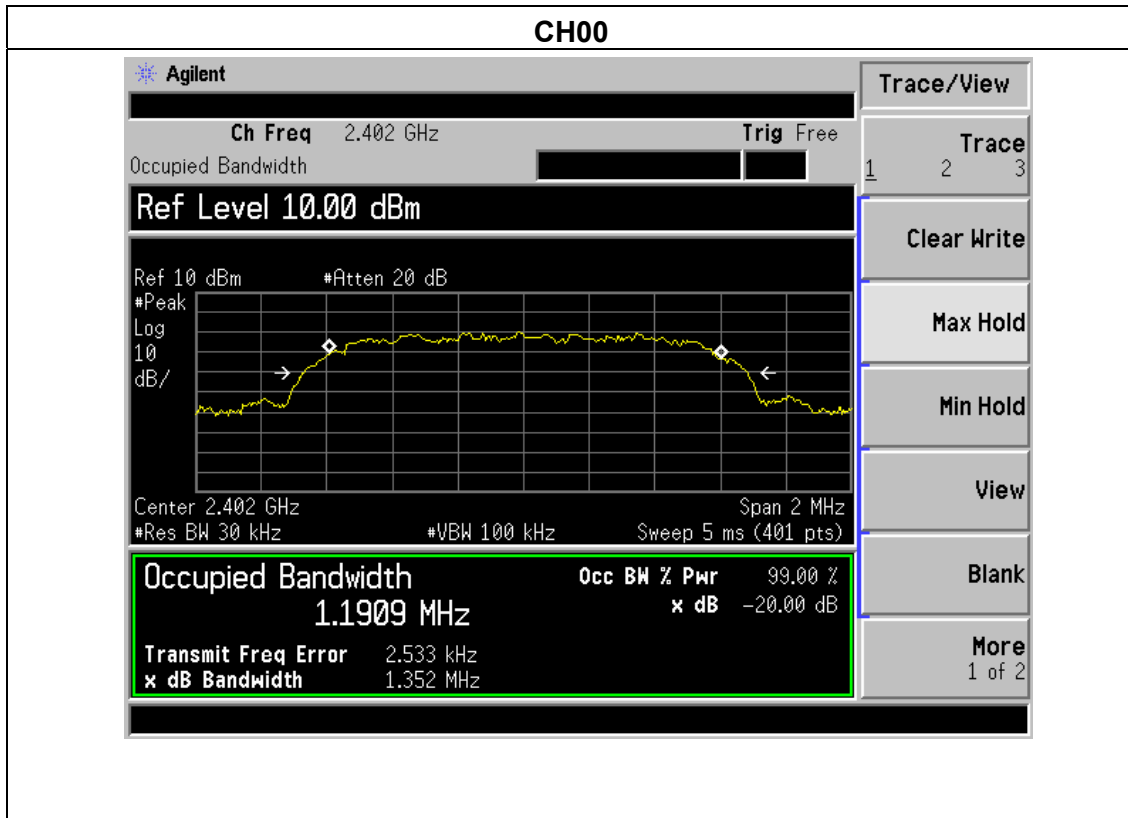 CH00
Agilent
Trace/View
Ch Freq 2.402 GHz Trig Free
Occupied Bandwidth
Trace
1 2 3
Ref Level 10.00 dBm
Clear Write
Ref 10 dBm #Atten 20 dB
#Peak
Log
10
dB/
Max Hold
Min Hold
View
Center 2.402 GHz Span 2 MHz
#Res BW 30 kHz #VBW 100 kHz Sweep 5 ms (401 pts)
Occupied Bandwidth Occ BW % Pwr 99.00 %
1.1909 MHz x dB -20.00 dB
Blank
Transmit Freq Error 2.533 kHz
x dB Bandwidth 1.352 MHz
More
1 of 2